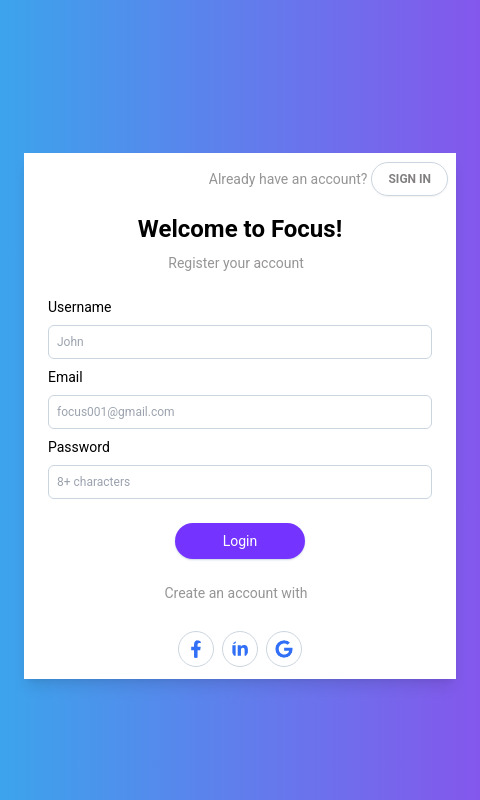 Already have an account? SIGN IN
Welcome to Focus!
Register your account
Username
John
Email
focus001@gmail.com
Password
8+ characters
Login
Create an account with